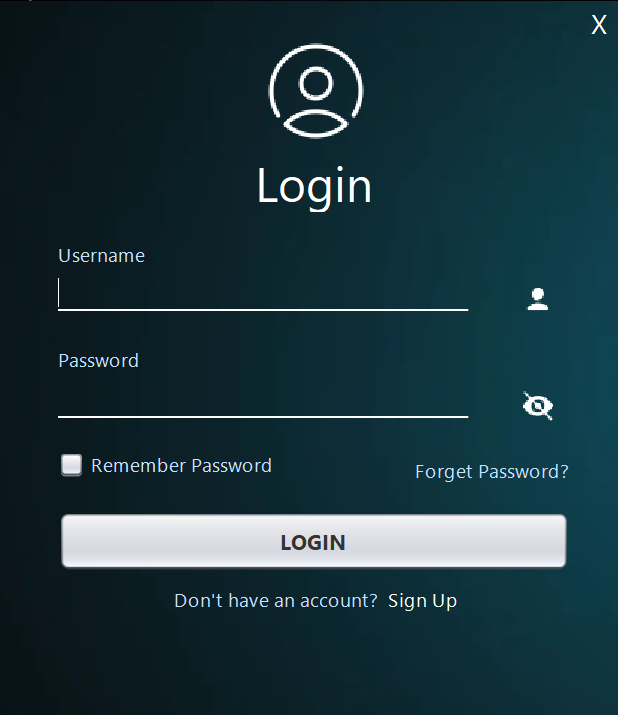 X
Login
Username
Password
Remember Password
Forget Password?
LOGIN
Don't have an account? Sign Up